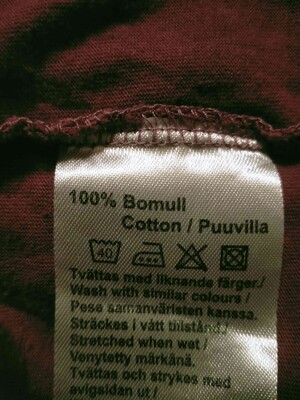 100% Bomull
Cotton / Puuvilla
40
Tvättas med liknande färger./
Wash with similar colours /
Pese samanväristen kanssa.
Sträckes i vått tilstånd./
Stretched when wet /
Venytetty märkänä.
Tvättas och strykes med
avigsidan ut /